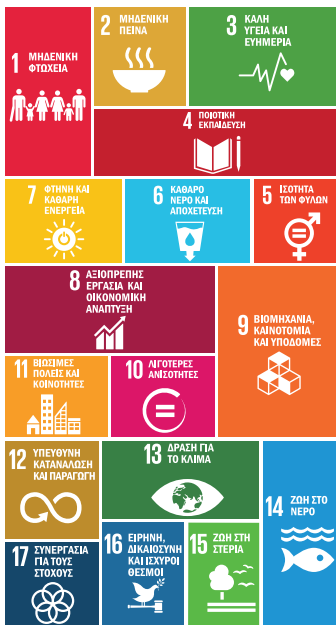 1 ΜΗΔΕΝΙΚΗ
ΦΤΩΧΕΙΑ
2 ΜΗΔΕΝΙΚΗ
ΠΕΙΝΑ
3 ΚΑΛΗ
ΥΓΕΙΑ ΚΑΙ
ΕΥΗΜΕΡΙΑ
4 ΠΟΙΟΤΙΚΗ
ΕΚΠΑΙΔΕΥΣΗ
7 ΦΤΗΝΗ ΚΑΙ
ΚΑΘΑΡΗ
ΕΝΕΡΓΕΙΑ
6 ΚΑΘΑΡΟ
ΝΕΡΟ ΚΑΙ
ΑΠΟΧΕΤΕΥΣΗ
5 ΙΣΟΤΗΤΑ
ΤΩΝ ΦΥΛΩΝ
8 ΑΞΙΟΠΡΕΠΗΣ
ΕΡΓΑΣΙΑ ΚΑΙ
ΟΙΚΟΝΟΜΙΚΗ
ΑΝΑΠΤΥΞΗ
9 ΒΙΟΜΗΧΑΝΙΑ,
ΚΑΙΝΟΤΟΜΙΑ
ΚΑΙ ΥΠΟΔΟΜΕΣ
11 ΒΙΩΣΙΜΕΣ
ΠΟΛΕΙΣ ΚΑΙ
ΚΟΙΝΟΤΗΤΕΣ
10 ΛΙΓΟΤΕΡΕΣ
ΑΝΙΣΟΤΗΤΕΣ
12 ΥΠΕΥΘΥΝΗ
ΚΑΤΑΝΑΛΩΣΗ
ΚΑΙ ΠΑΡΑΓΩΓΗ
13 ΔΡΑΣΗ ΓΙΑ
ΤΟ ΚΛΙΜΑ
14 ΖΩΗ ΣΤΟ
ΝΕΡΟ
17 ΣΥΝΕΡΓΑΣΙΑ
ΓΙΑ ΤΟΥΣ
ΣΤΟΧΟΥΣ
16 ΕΙΡΗΝΗ,
ΔΙΚΑΙΟΣΥΝΗ
ΚΑΙ ΙΣΧΥΡΟΙ
ΘΕΣΜΟΙ
15 ΖΩΗ ΣΤΗ
ΣΤΕΡΙΑ